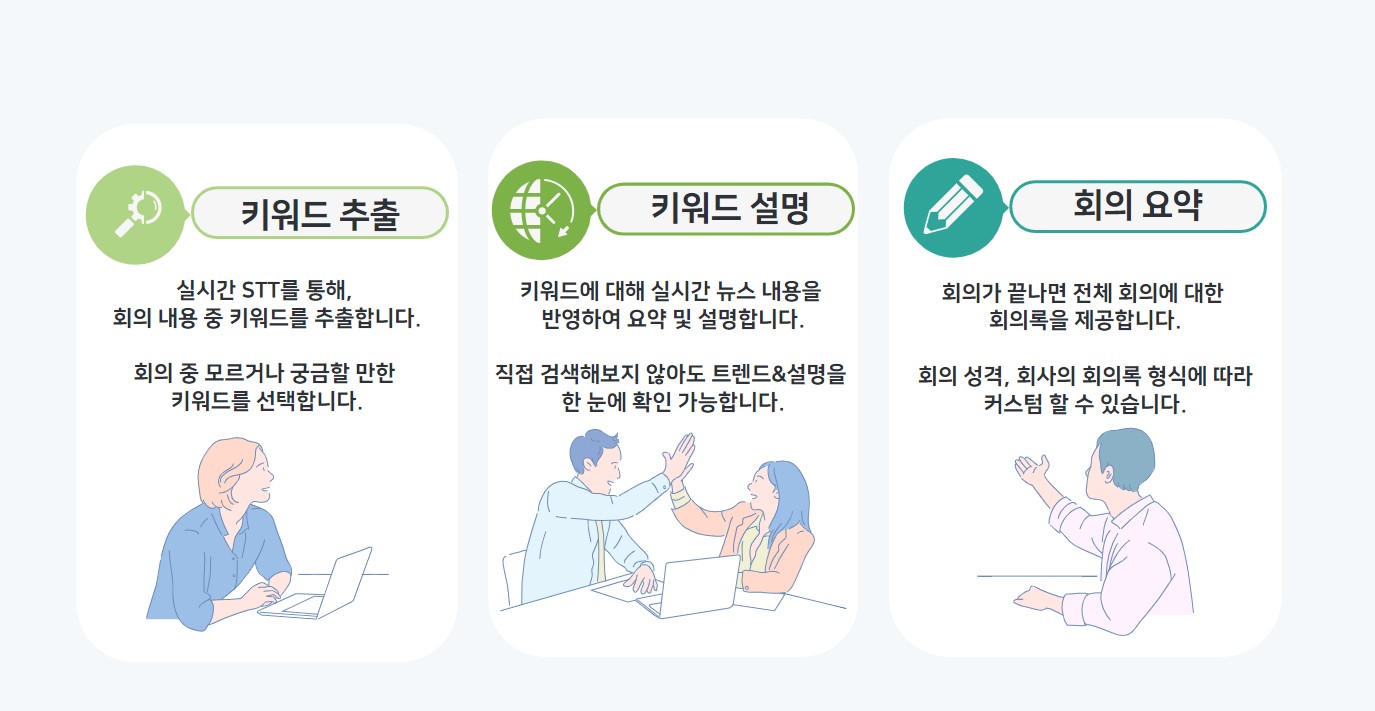 키워드 추출
실시간 STT를 통해,
회의 내용 중 키워드를 추출합니다.
회의 중 모르거나 궁금할 만한
키워드를 선택합니다.
키워드 설명
키워드에 대해 실시간 뉴스 내용을
반영하여 요약 및 설명합니다.
직접 검색해보지 않아도 트렌드&설명을
한 눈에 확인 가능합니다.
회의 요약
회의가 끝나면 전체 회의에 대한
회의록을 제공합니다.
회의 성격, 회사의 회의록 형식에 따라
커스텀 할 수 있습니다.